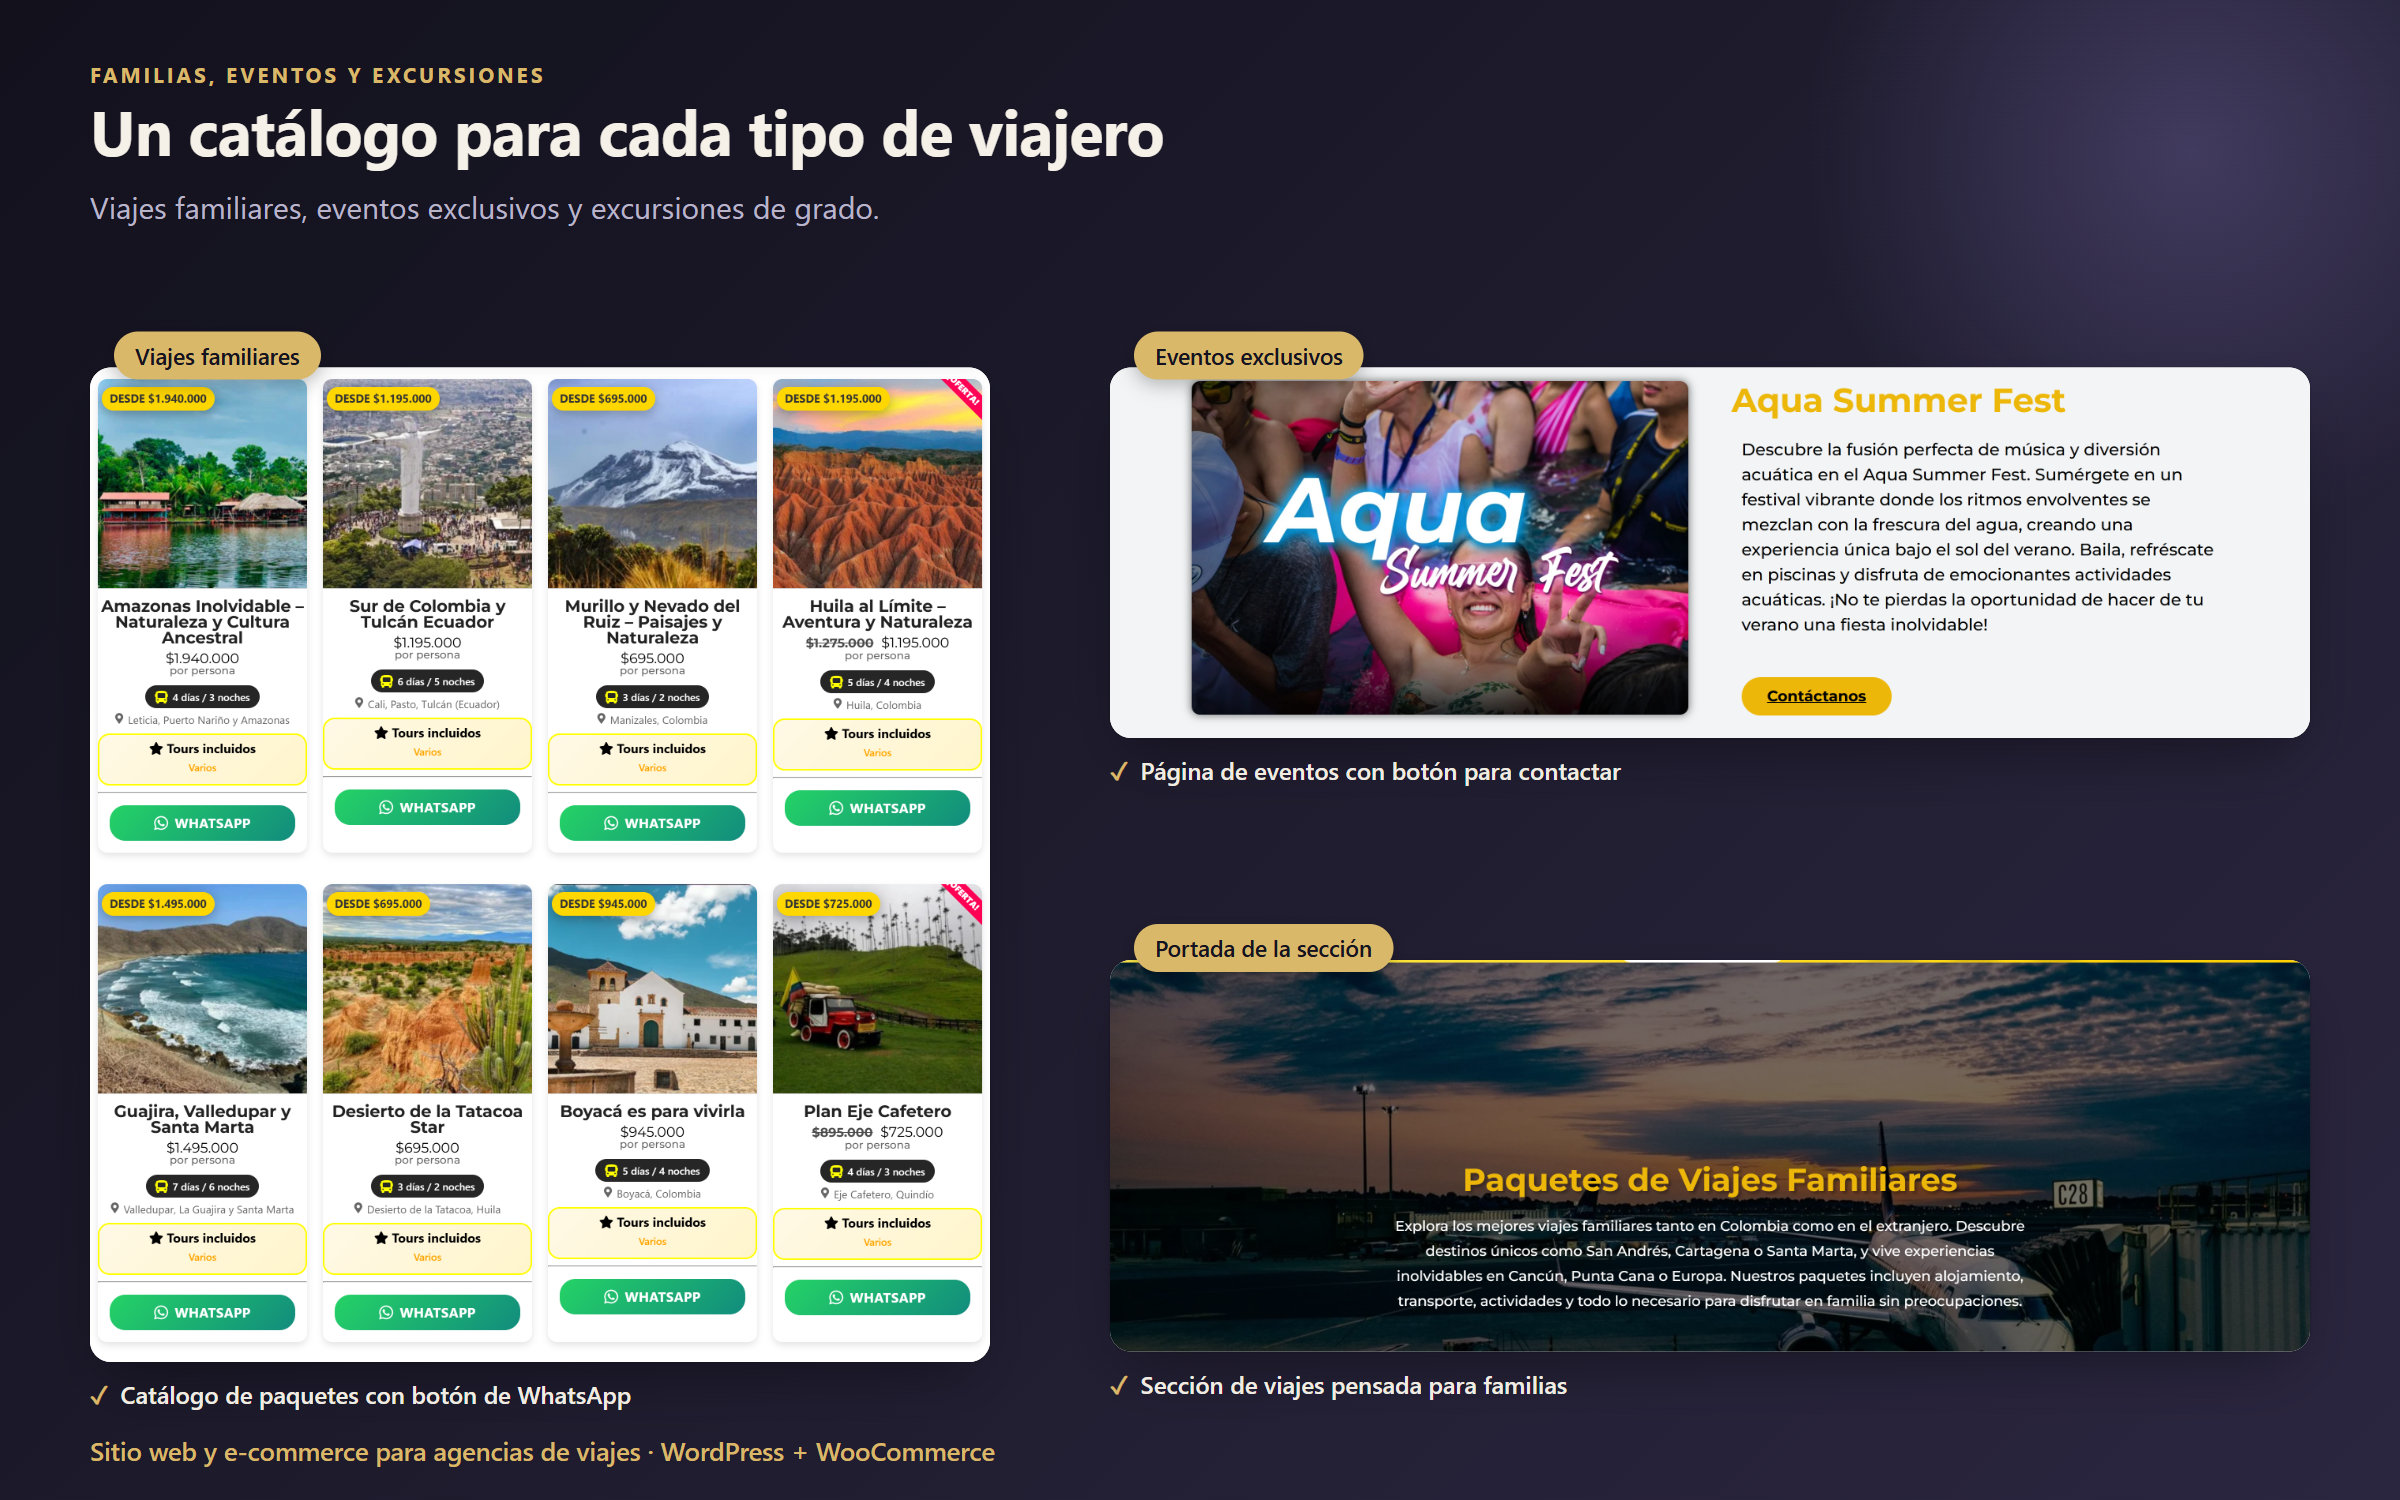 FAMILIAS, EVENTOS Y EXCURSIONES
Un catálogo para cada tipo de viajero
Viajes familiares, eventos exclusivos y excursiones de grado.
Viajes familiares
DESDE $1.940.000
Amazonas Inolvidable –
Naturaleza y Cultura
Ancestral
$1.940.000
por persona
4 días / 3 noches
Leticia, Puerto Nariño y Amazonas
Tours incluidos
Varios
WHATSAPP
DESDE $1.195.000
Sur de Colombia y
Tulcán Ecuador
$1.195.000
por persona
6 días / 5 noches
Cali, Pasto, Tulcán (Ecuador)
Tours incluidos
Varios
WHATSAPP
DESDE $695.000
Murillo y Nevado del
Ruiz – Paisajes y
Naturaleza
$695.000
por persona
3 días / 2 noches
Manizales, Colombia
Tours incluidos
Varios
WHATSAPP
DESDE $1.195.000
OFERTA!
Huila al Límite –
Aventura y Naturaleza
$1.275.000 $1.195.000
por persona
5 días / 4 noches
Huila, Colombia
Tours incluidos
Varios
WHATSAPP
DESDE $1.495.000
Guajira, Valledupar y
Santa Marta
$1.495.000
por persona
7 días / 6 noches
Valledupar, La Guajira y Santa Marta
Tours incluidos
Varios
WHATSAPP
DESDE $695.000
Desierto de la Tatacoa
Star
$695.000
por persona
3 días / 2 noches
Desierto de la Tatacoa, Huila
Tours incluidos
Varios
WHATSAPP
DESDE $945.000
Boyacá es para vivirla
$945.000
por persona
5 días / 4 noches
Boyacá, Colombia
Tours incluidos
Varios
WHATSAPP
DESDE $725.000
OFERTA!
Plan Eje Cafetero
$895.000 $725.000
por persona
4 días / 3 noches
Eje Cafetero, Quindío
Tours incluidos
Varios
WHATSAPP
✓ Catálogo de paquetes con botón de WhatsApp
Eventos exclusivos
Aqua
Summer Fest
Aqua Summer Fest
Descubre la fusión perfecta de música y diversión
acuática en el Aqua Summer Fest. Sumérgete en un
festival vibrante donde los ritmos envolventes se
mezclan con la frescura del agua, creando una
experiencia única bajo el sol del verano. Baila, refréscate
en piscinas y disfruta de emocionantes actividades
acuáticas. ¡No te pierdas la oportunidad de hacer de tu
verano una fiesta inolvidable!
Contáctanos
✓ Página de eventos con botón para contactar
Portada de la sección
C28
Paquetes de Viajes Familiares
Explora los mejores viajes familiares tanto en Colombia como en el extranjero. Descubre
destinos únicos como San Andrés, Cartagena o Santa Marta, y vive experiencias
inolvidables en Cancún, Punta Cana o Europa. Nuestros paquetes incluyen alojamiento,
transporte, actividades y todo lo necesario para disfrutar en familia sin preocupaciones.
✓ Sección de viajes pensada para familias
Sitio web y e-commerce para agencias de viajes · WordPress + WooCommerce